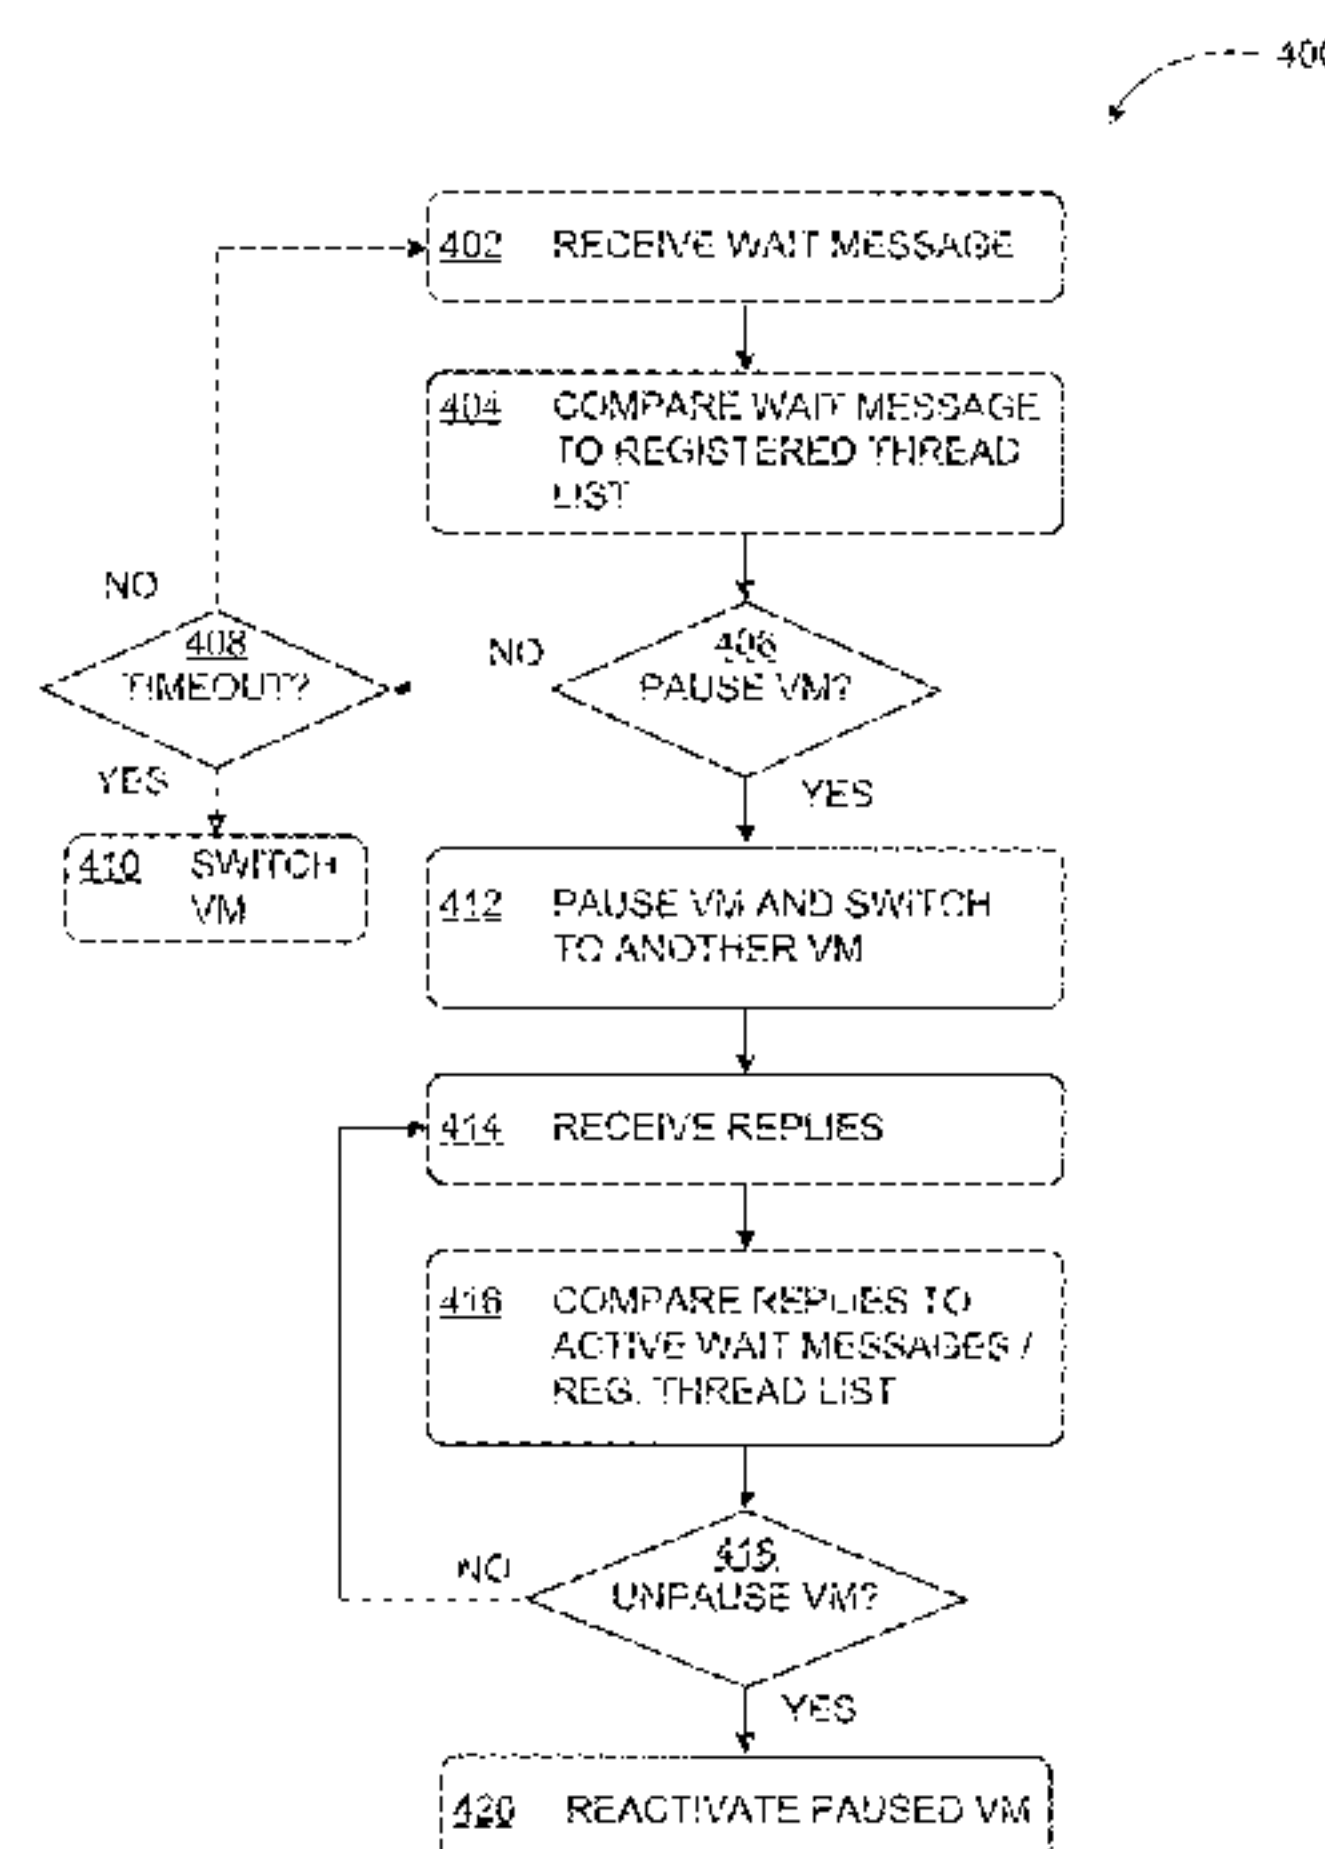 402 RECEIVE WAIT MESSAGE
404 COMPARE WAIT MESSAGE
TO REGISTERED THREAD
LIST
NO
408
TIMEOUT?
NO
406
PAUSE VM?
YES
YES
410 SWITCH
VM
412 PAUSE VM AND SWITCH
TO ANOTHER VM
414 RECEIVE REPLIES
416 COMPARE REPLIES TO
ACTIVE WAIT MESSAGES /
REG. THREAD LIST
NO
418
UNPAUSE VM?
YES
420 REACTIVATE PAUSED VM